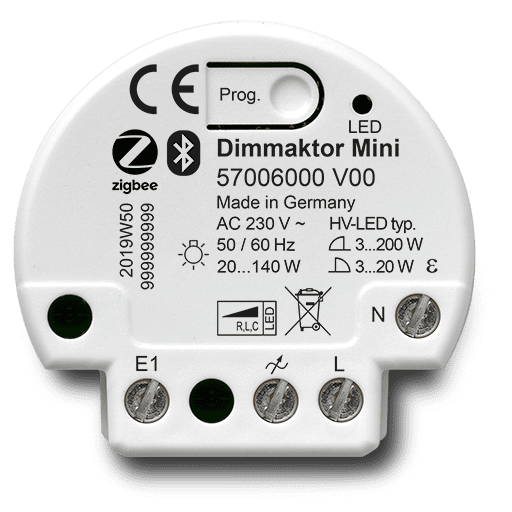 CE
Prog.
LED
zigbee
Dimmaktor Mini
57006000 V00
Made in Germany
2019W50
9999999999
AC 230 V ~
50 / 60 Hz
20...140 W
HV-LED typ.
3...200 W
3...20 W ε
R,L,C
LED
N
E1
L